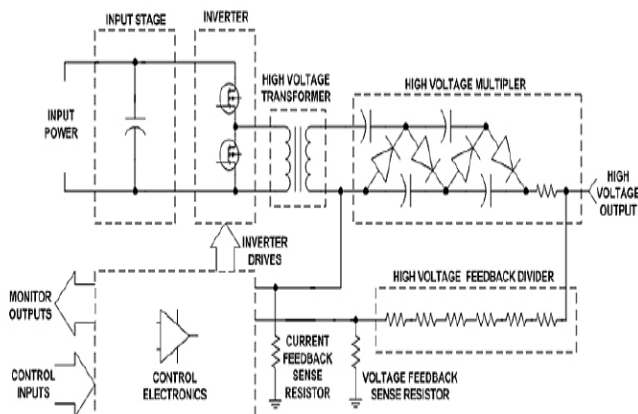 INPUT STAGE
INVERTER
HIGH VOLTAGE
TRANSFORMER
HIGH VOLTAGE MULTIPLER
INPUT
POWER
HIGH
VOLTAGE
OUTPUT
INVERTER
DRIVES
HIGH VOLTAGE FEEDBACK DIVIDER
MONITOR
OUTPUTS
CONTROL
INPUTS
CONTROL
ELECTRONICS
CURRENT
FEEDBACK
SENSE
RESISTOR
VOLTAGE FEEDBACK
SENSE RESISTOR